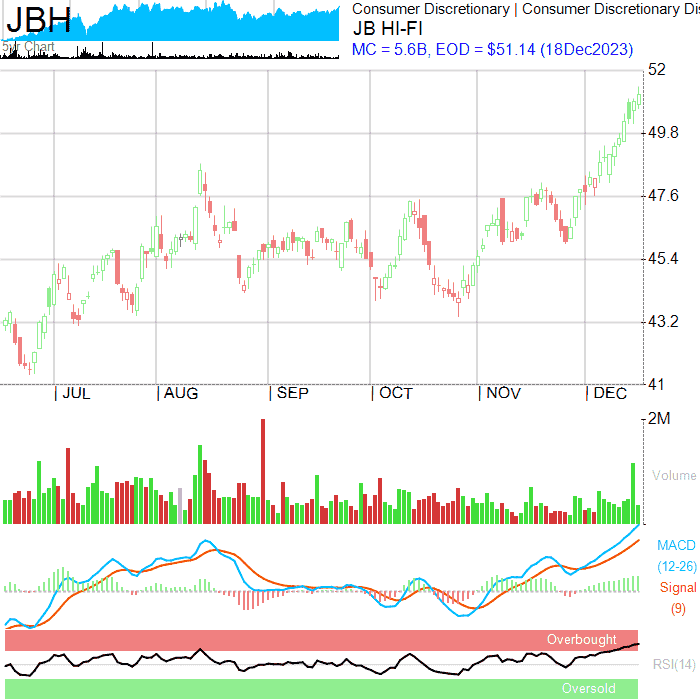 JBH
5yr Chart
Consumer Discretionary | Consumer Discretionary Dis
JB HI-FI
MC = 5.6B, EOD = $51.14 (18Dec2023)
52
49.8
47.6
45.4
43.2
41
| JUL | AUG | SEP | OCT | NOV | DEC
2M
Volume
MACD
(12-26)
Signal
(9)
Overbought
RSI(14)
Oversold